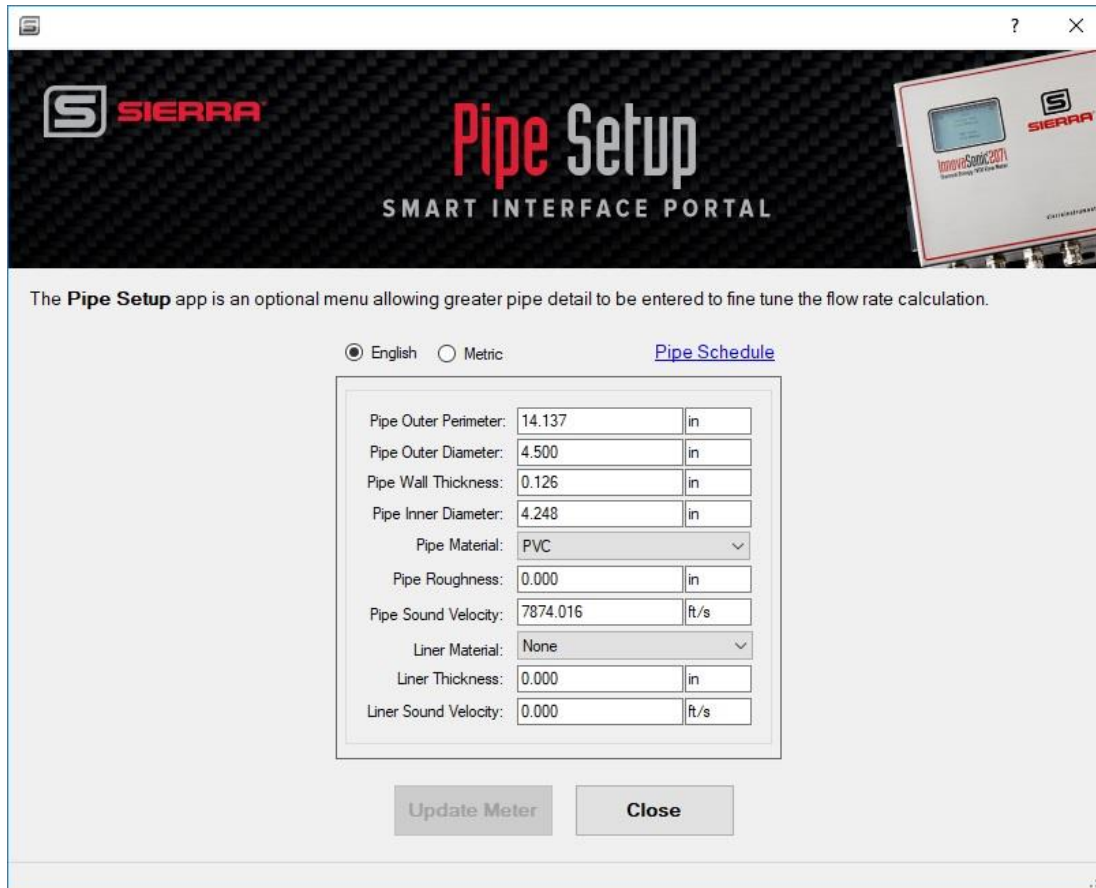 ?
SIERRA
Pipe Setup
SMART INTERFACE PORTAL
SIERRA
InnovaSonic207i
The Pipe Setup app is an optional menu allowing greater pipe detail to be entered to fine tune the flow rate calculation.
English Metric Pipe Schedule
Pipe Outer Perimeter: 14.137 in
Pipe Outer Diameter: 4.500 in
Pipe Wall Thickness: 0.126 in
Pipe Inner Diameter: 4.248 in
Pipe Material: PVC
Pipe Roughness: 0.000 in
Pipe Sound Velocity: 7874.016 ft/s
Liner Material: None
Liner Thickness: 0.000 in
Liner Sound Velocity: 0.000 ft/s
Update Meter Close